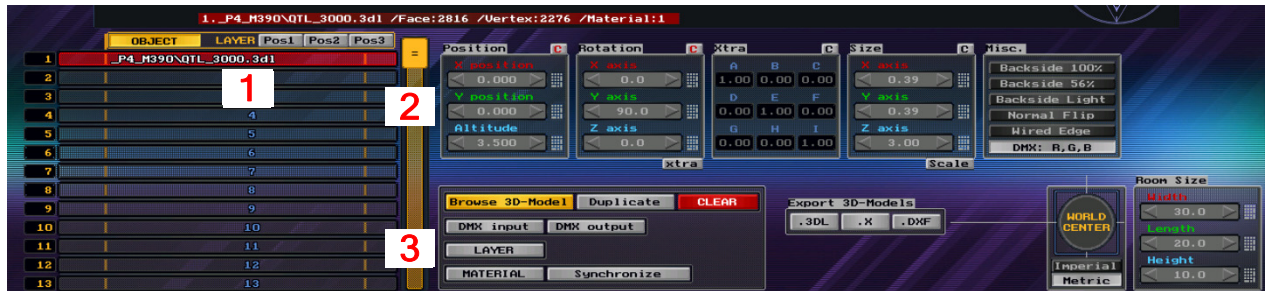 1._P4_M390\QTL_3000.3dl /Face:2816 /Vertex:2276 /Material:1
OBJECT LAYER Pos1 Pos2 Pos3
=
1 _P4_M390\QTL_3000.3dl
1
2
3
4 4
5 5
6 6
7 7
8 8
9 9
10 10
11 11
12 12
13 13
2
3
Position C
X position
0.000
Y position
0.000
Altitude
3.500
Rotation C
X axis
0.0
Y axis
90.0
Z axis
0.0
xtra
Xtra C
A B C
1.00 0.00 0.00
D E F
0.00 1.00 0.00
G H I
0.00 0.00 1.00
Size C
X axis
0.39
Y axis
0.39
Z axis
3.00
Scale
Misc.
Backside 100%
Backside 56%
Backside Light
Normal Flip
Wired Edge
DMX: R,G,B
Browse 3D-Model Duplicate CLEAR
DMX input DMX output
LAYER
MATERIAL Synchronize
Export 3D-Models
.3DL .X .DXF
WORLD
CENTER
Imperial
Metric
Room Size
Width
30.0
Length
20.0
Height
10.0